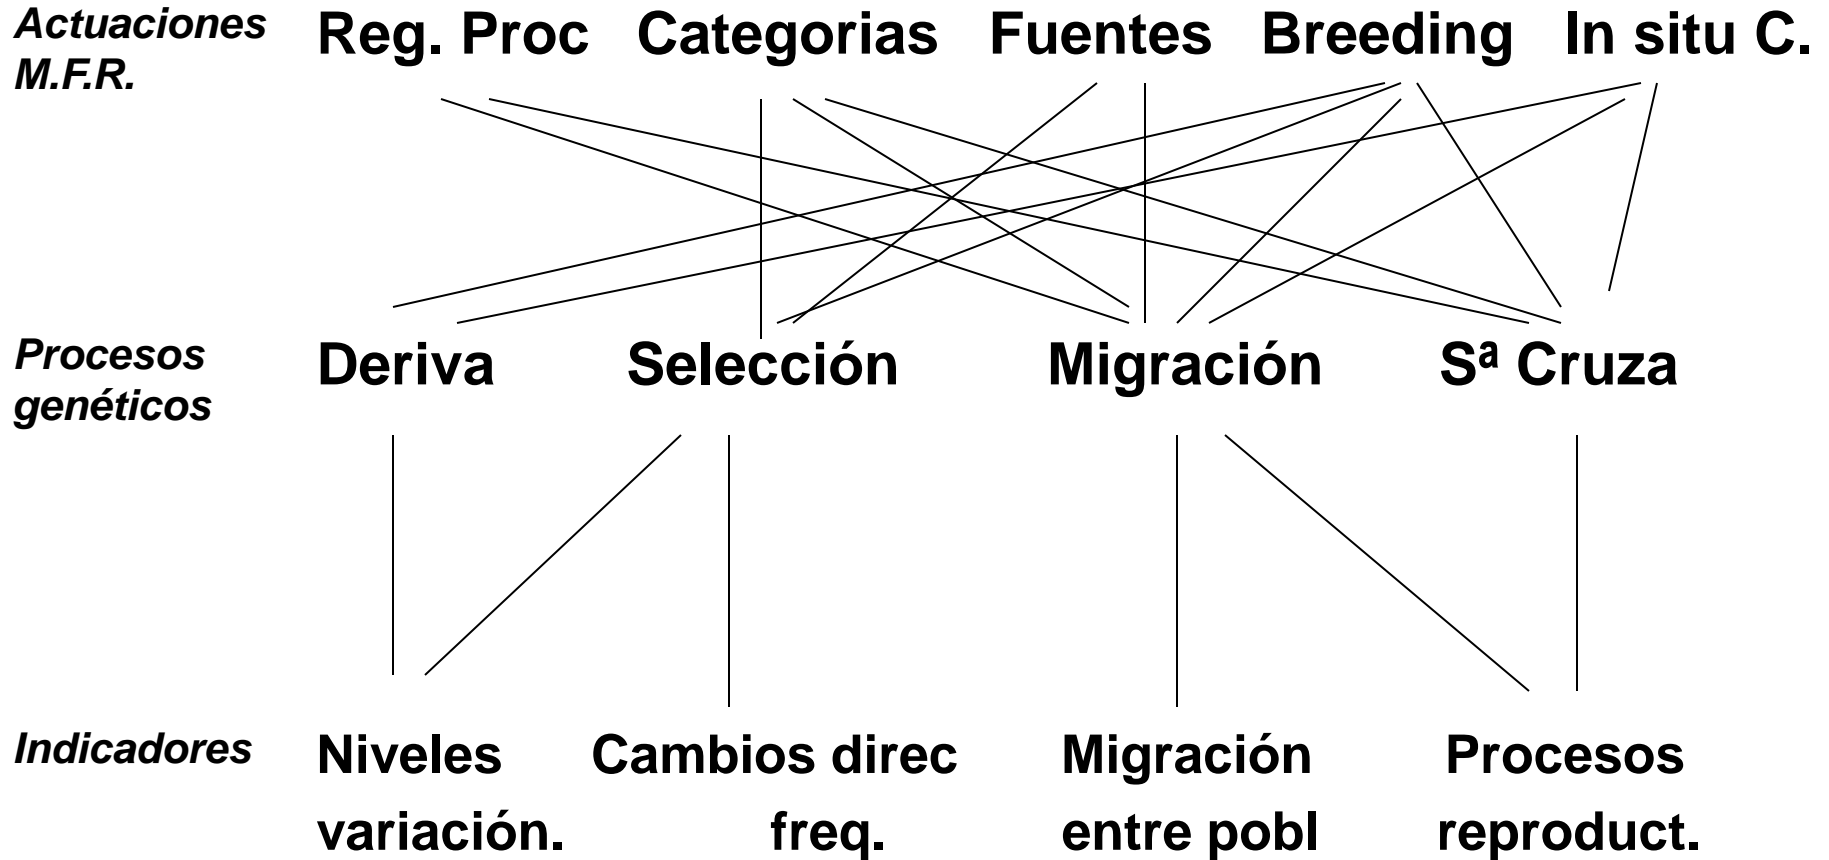 Actuaciones
M.F.R.
Reg. Proc Categorias Fuentes Breeding In situ C.
Procesos
genéticos
Deriva Selección Migración Sª Cruza
Indicadores
Niveles Cambios direc Migración Procesos
variación. freq. entre pobl reproduct.